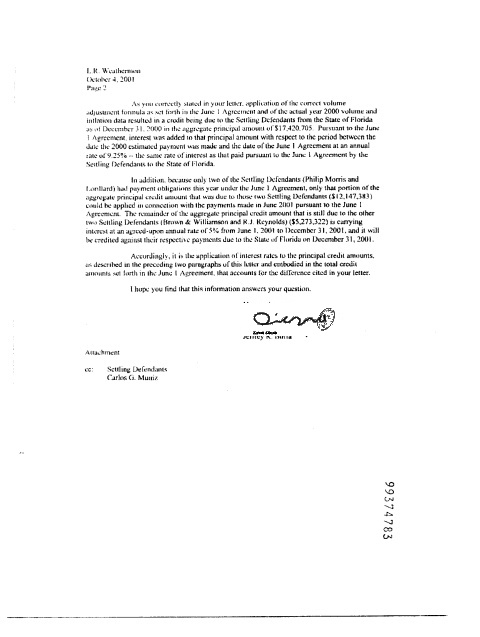 I. R. Weathermon
October 4, 2001
Page 2
As you correctly stated in your letter, application of the correct volume
adjustment formula as set forth in the June 1 Agreement and of the actual year 2000 volume and
inflation data resulted in a credit being due to the Settling Defendants from the State of Florida
as of December 31, 2000 in the aggregate principal amount of $17,420,705. Pursuant to the June
1 Agreement, interest was added to that principal amount with respect to the period between the
date the 2000 estimated payment was made and the date of the June 1 Agreement at an annual
rate of 9.25% -- the same rate of interest as that paid pursuant to the June 1 Agreement by the
Settling Defendants to the State of Florida.
In addition, because only two of the Settling Defendants (Philip Morris and
Lorillard) had payment obligations this year under the June 1 Agreement, only that portion of the
aggregate principal credit amount that was due to those two Settling Defendants ($12,147,383)
could be applied in connection with the payments made in June 2001 pursuant to the June 1
Agreement. The remainder of the aggregate principal credit amount that is still due to the other
two Settling Defendants (Brown & Williamson and R.J. Reynolds) ($5,273,322) is carrying
interest at an agreed-upon annual rate of 5% from June 1, 2001 to December 31, 2001, and it will
be credited against their respective payments due to the State of Florida on December 31, 2001.
Accordingly, it is the application of interest rates to the principal credit amounts,
as described in the preceding two paragraphs of this letter and embodied in the total credit
amounts set forth in the June 1 Agreement, that accounts for the difference cited in your letter.
I hope you find that this information answers your question.
Attachment
cc: Settling Defendants
Carlos G. Muniz
99374783